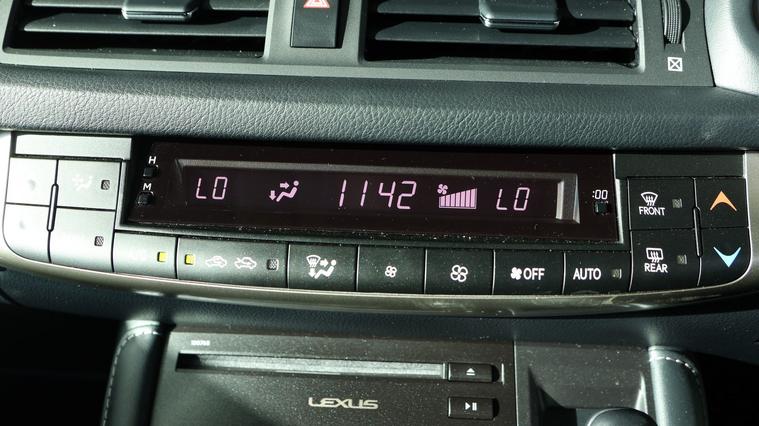 H
M
LO 1142 LO
:00
FRONT
OFF AUTO REAR
LEXUS